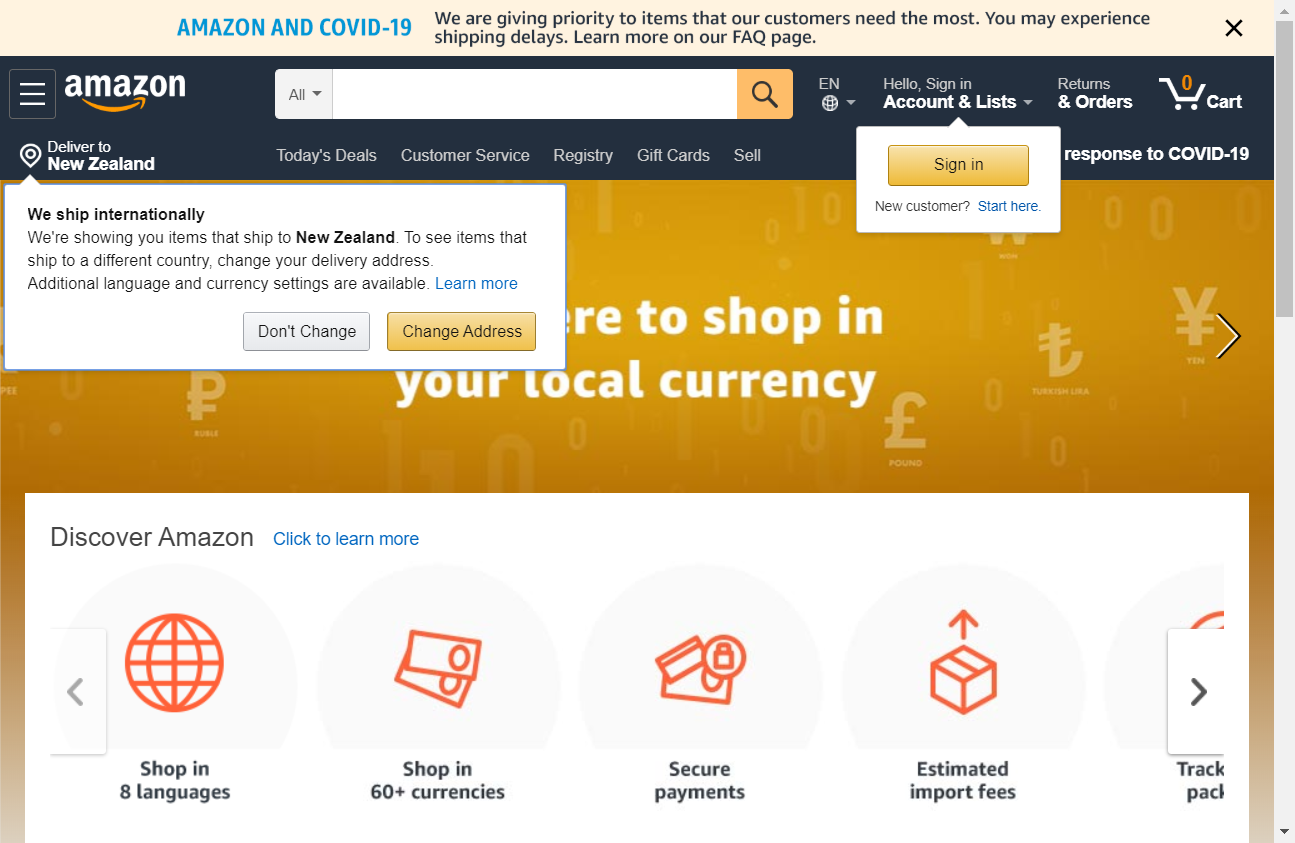 AMAZON AND COVID-19
We are giving priority to items that our customers need the most. You may experience
shipping delays. Learn more on our FAQ page.
amazon
All
EN
Hello, Sign in
Account & Lists
Returns
& Orders
0
Cart
Deliver to
New Zealand
Today's Deals
Customer Service
Registry
Gift Cards
Sell
response to COVID-19
Sign in
New customer? Start here.
We ship internationally
We're showing you items that ship to New Zealand. To see items that
ship to a different country, change your delivery address.
Additional language and currency settings are available. Learn more
Don't Change
Change Address
to shop in
your local currency
YEN
TURKISH LIRA
RUBLE
POUND
Discover Amazon
Click to learn more
Shop in
8 languages
Shop in
60+ currencies
Secure
payments
Estimated
import fees
Track
pack